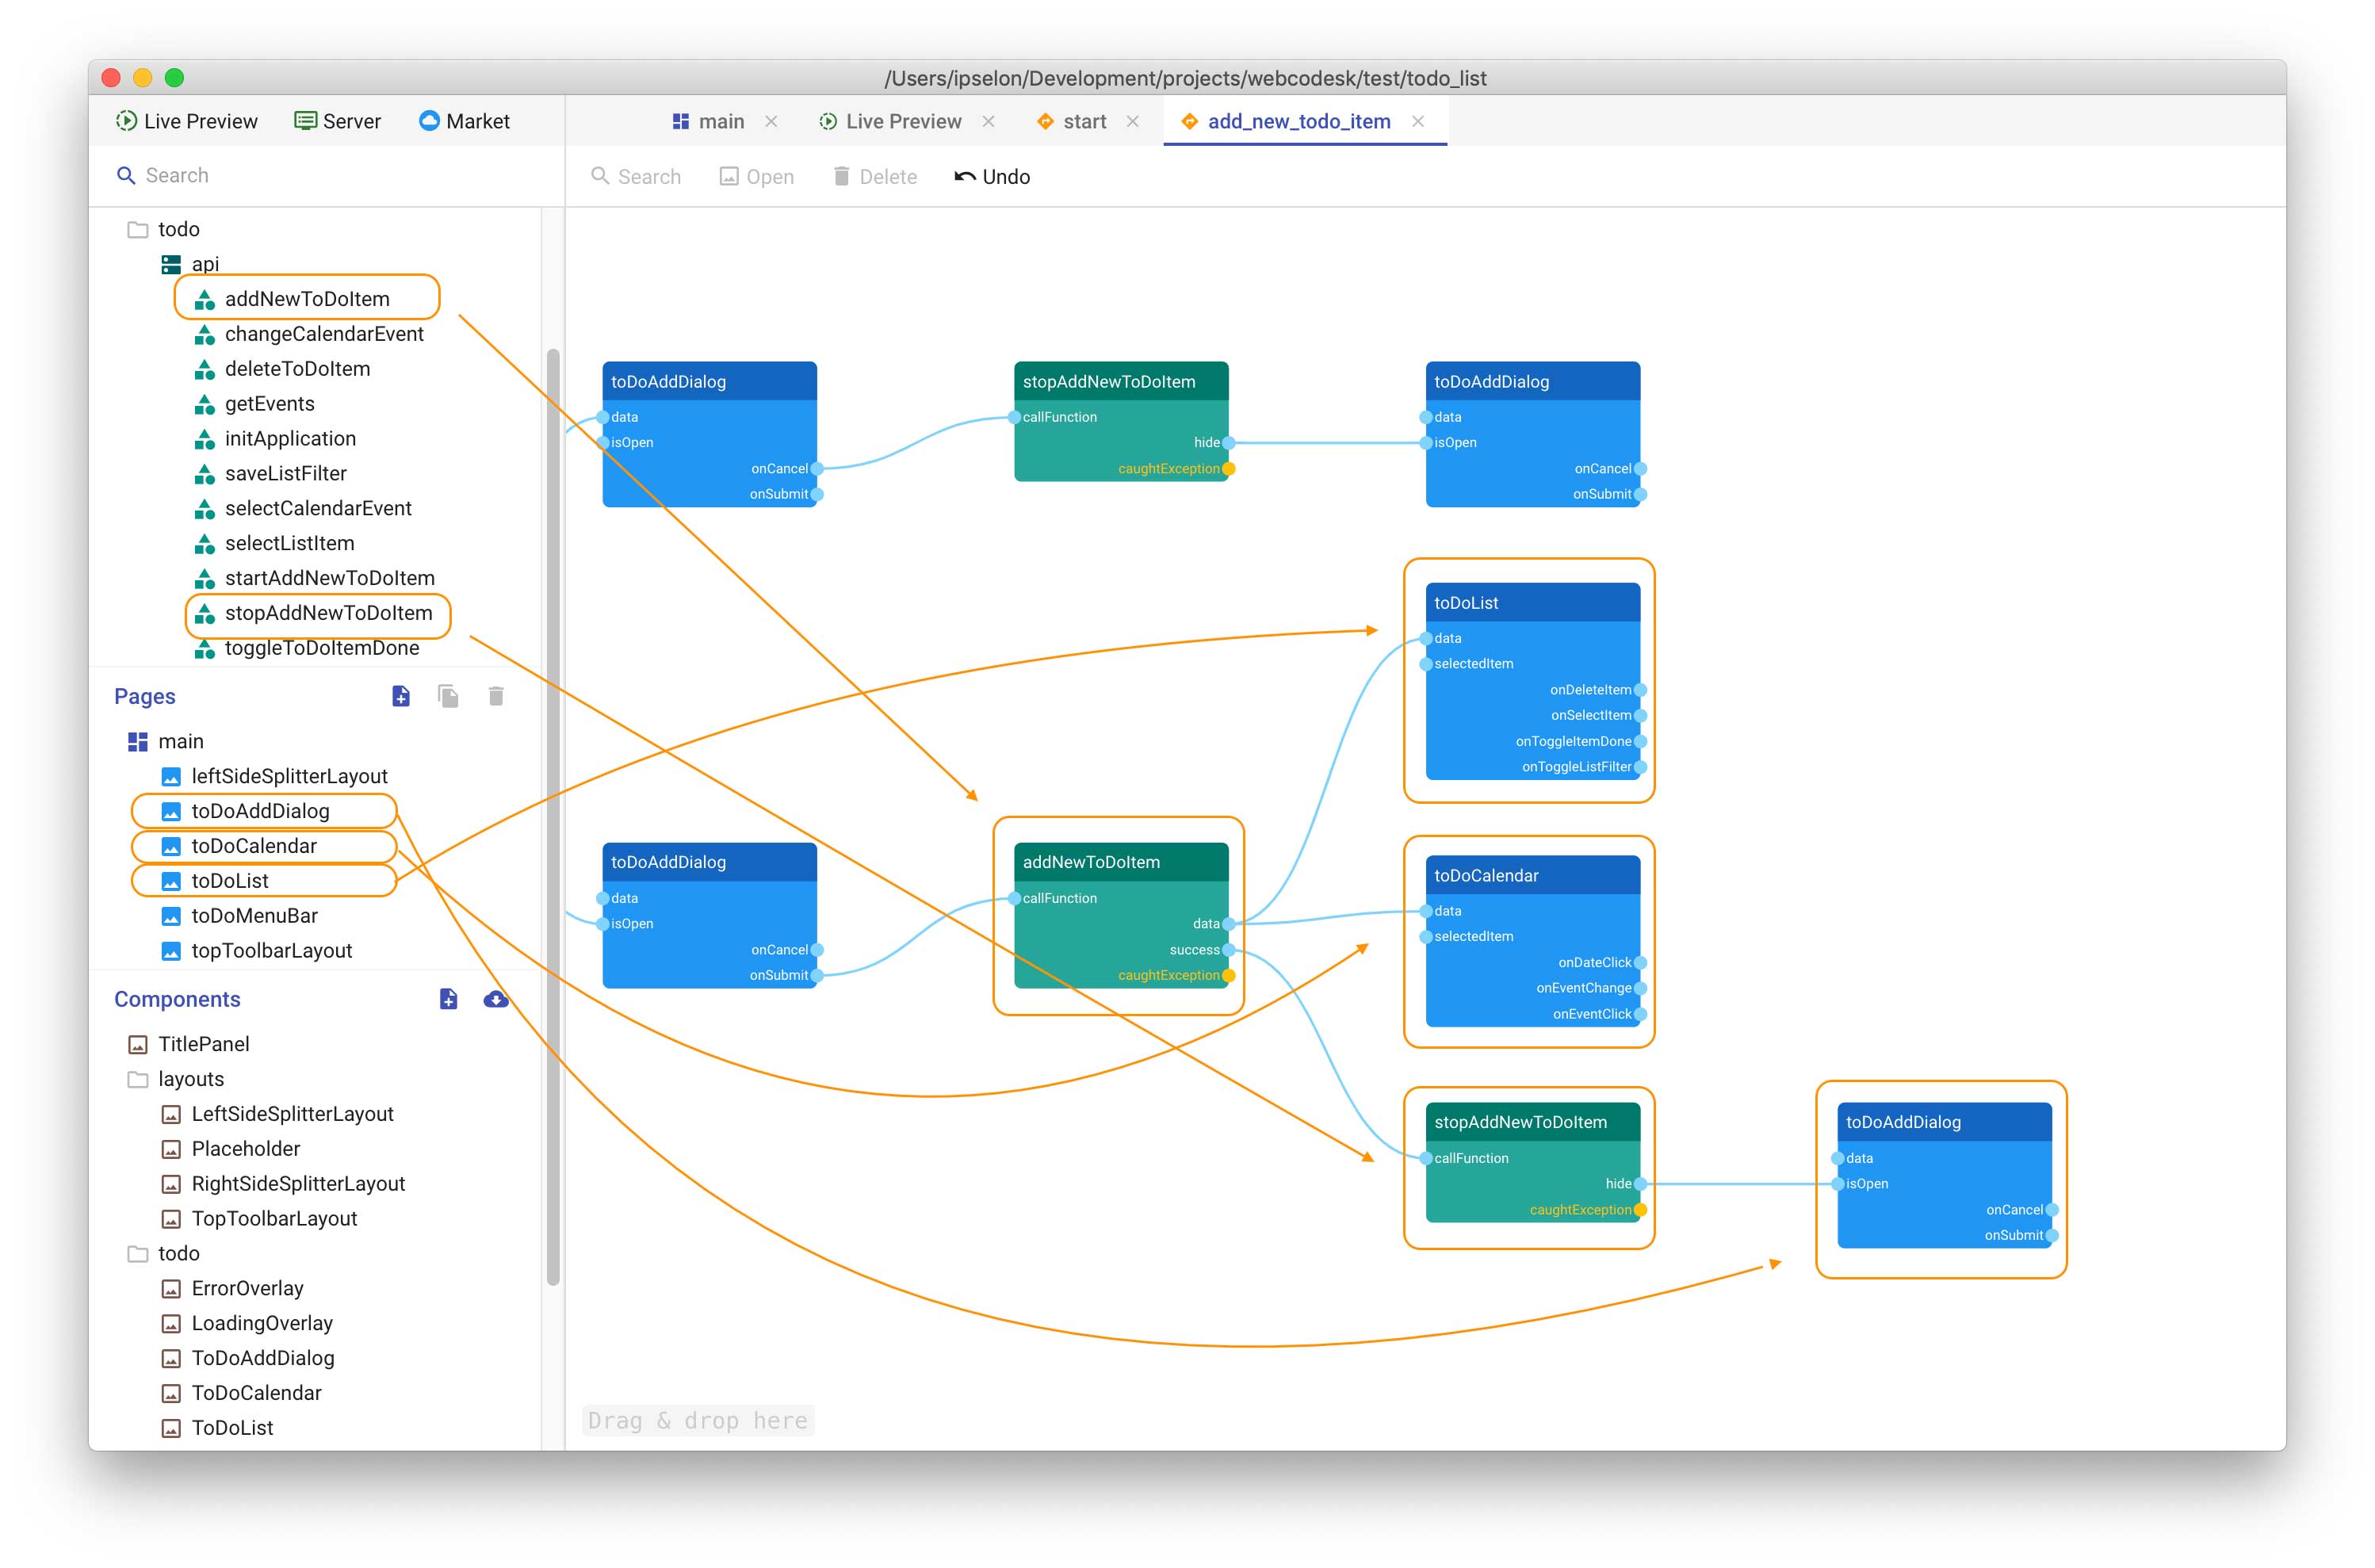 /Users/ipselon/Development/projects/webcodesk/test/todo_list
Live Preview Server Market
main Live Preview start add_new_todo_item
Search
Search Open Delete Undo
todo
api
addNewToDoItem
changeCalendarEvent
deleteToDoItem
getEvents
initApplication
saveListFilter
selectCalendarEvent
selectListItem
startAddNewToDoItem
stopAddNewToDoItem
toggleToDoItemDone
Pages
main
leftSideSplitterLayout
toDoAddDialog
toDoCalendar
toDoList
toDoMenuBar
topToolbarLayout
Components
TitlePanel
layouts
LeftSideSplitterLayout
Placeholder
RightSideSplitterLayout
TopToolbarLayout
todo
ErrorOverlay
LoadingOverlay
ToDoAddDialog
ToDoCalendar
ToDoList
toDoAddDialog
data
isOpen
onCancel
onSubmit
stopAddNewToDoItem
callFunction
hide
caughtException
toDoAddDialog
data
isOpen
onCancel
onSubmit
toDoList
data
selectedItem
onDeleteItem
onSelectItem
onToggleItemDone
onToggleListFilter
toDoAddDialog
data
isOpen
onCancel
onSubmit
addNewToDoItem
callFunction
data
success
caughtException
toDoCalendar
data
selectedItem
onDateClick
onEventChange
onEventClick
stopAddNewToDoItem
callFunction
hide
caughtException
toDoAddDialog
data
isOpen
onCancel
onSubmit
Drag & drop here